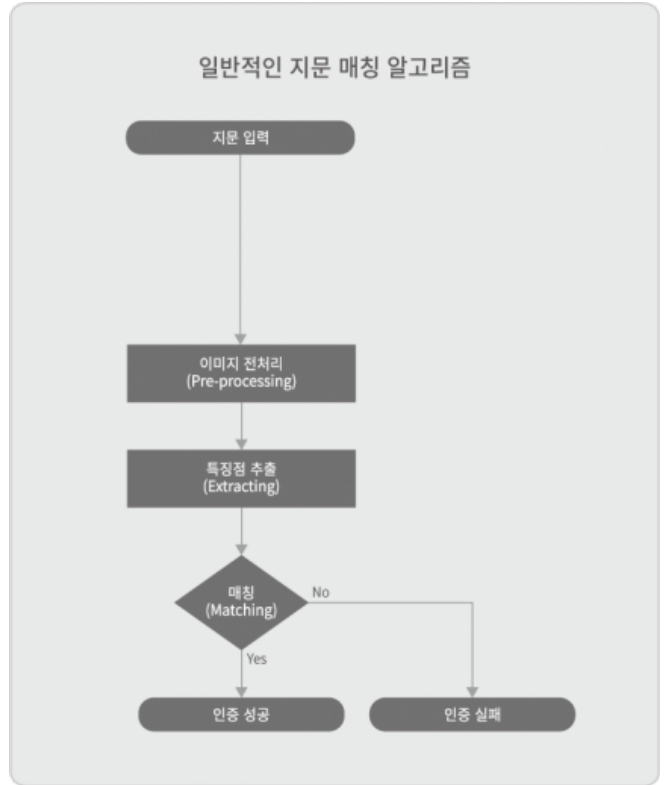 일반적인 지문 매칭 알고리즘
지문 입력
이미지 전처리
(Pre-processing)
특징점 추출
(Extracting)
매칭
(Matching)
No
Yes
인증 성공
인증 실패